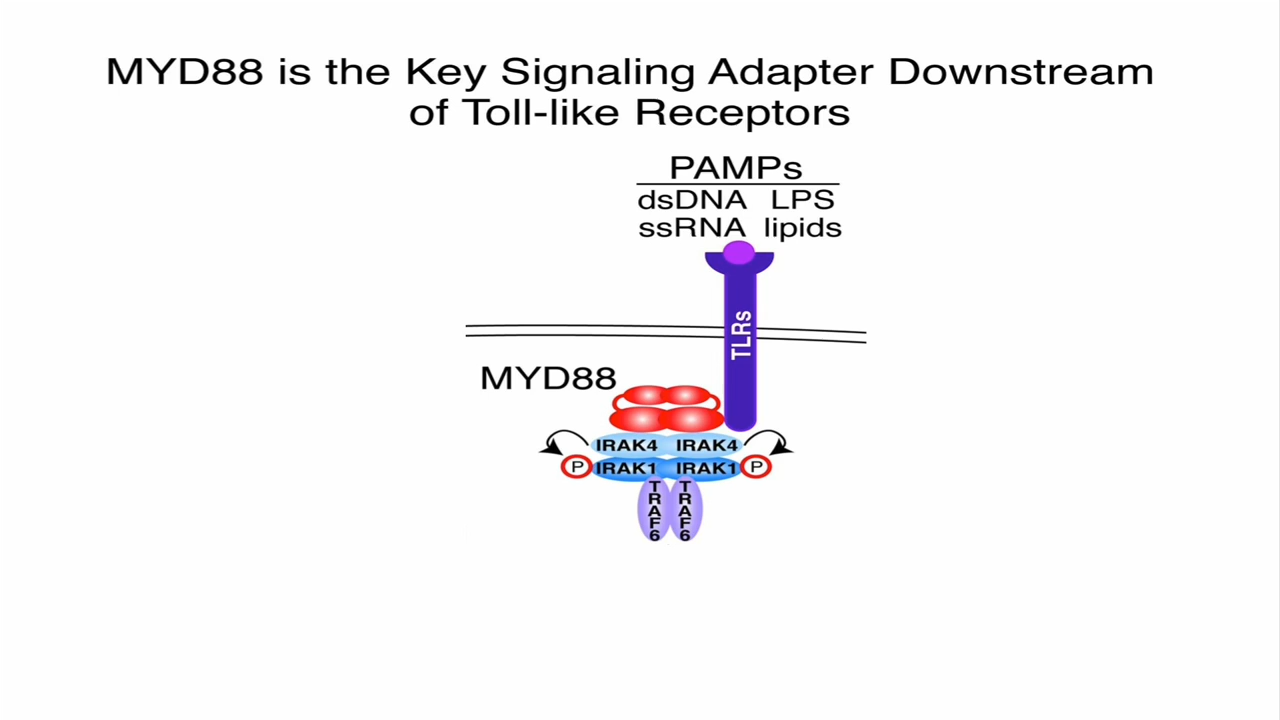 MYD88 is the Key Signaling Adapter Downstream
of Toll-like Receptors
PAMPs
dsDNA LPS
ssRNA lipids
TLRs
MYD88
IRAK4 IRAK4
P IRAK1 IRAK1 P
TRAF6 TRAF6